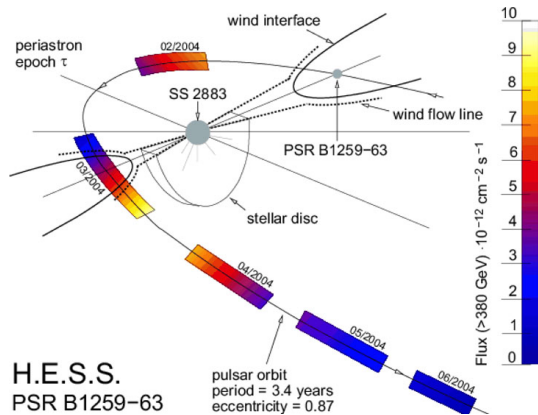 wind interface
periastron
epoch τ
02/2004
SS 2883
wind flow line
PSR B1259−63
03/2004
stellar disc
04/2004
05/2004
06/2004
pulsar orbit
period = 3.4 years
eccentricity = 0.87
H.E.S.S.
PSR B1259−63
10
9
8
7
6
5
4
3
2
1
0
Flux (>380 GeV) ·10⁻¹² cm⁻² s⁻¹